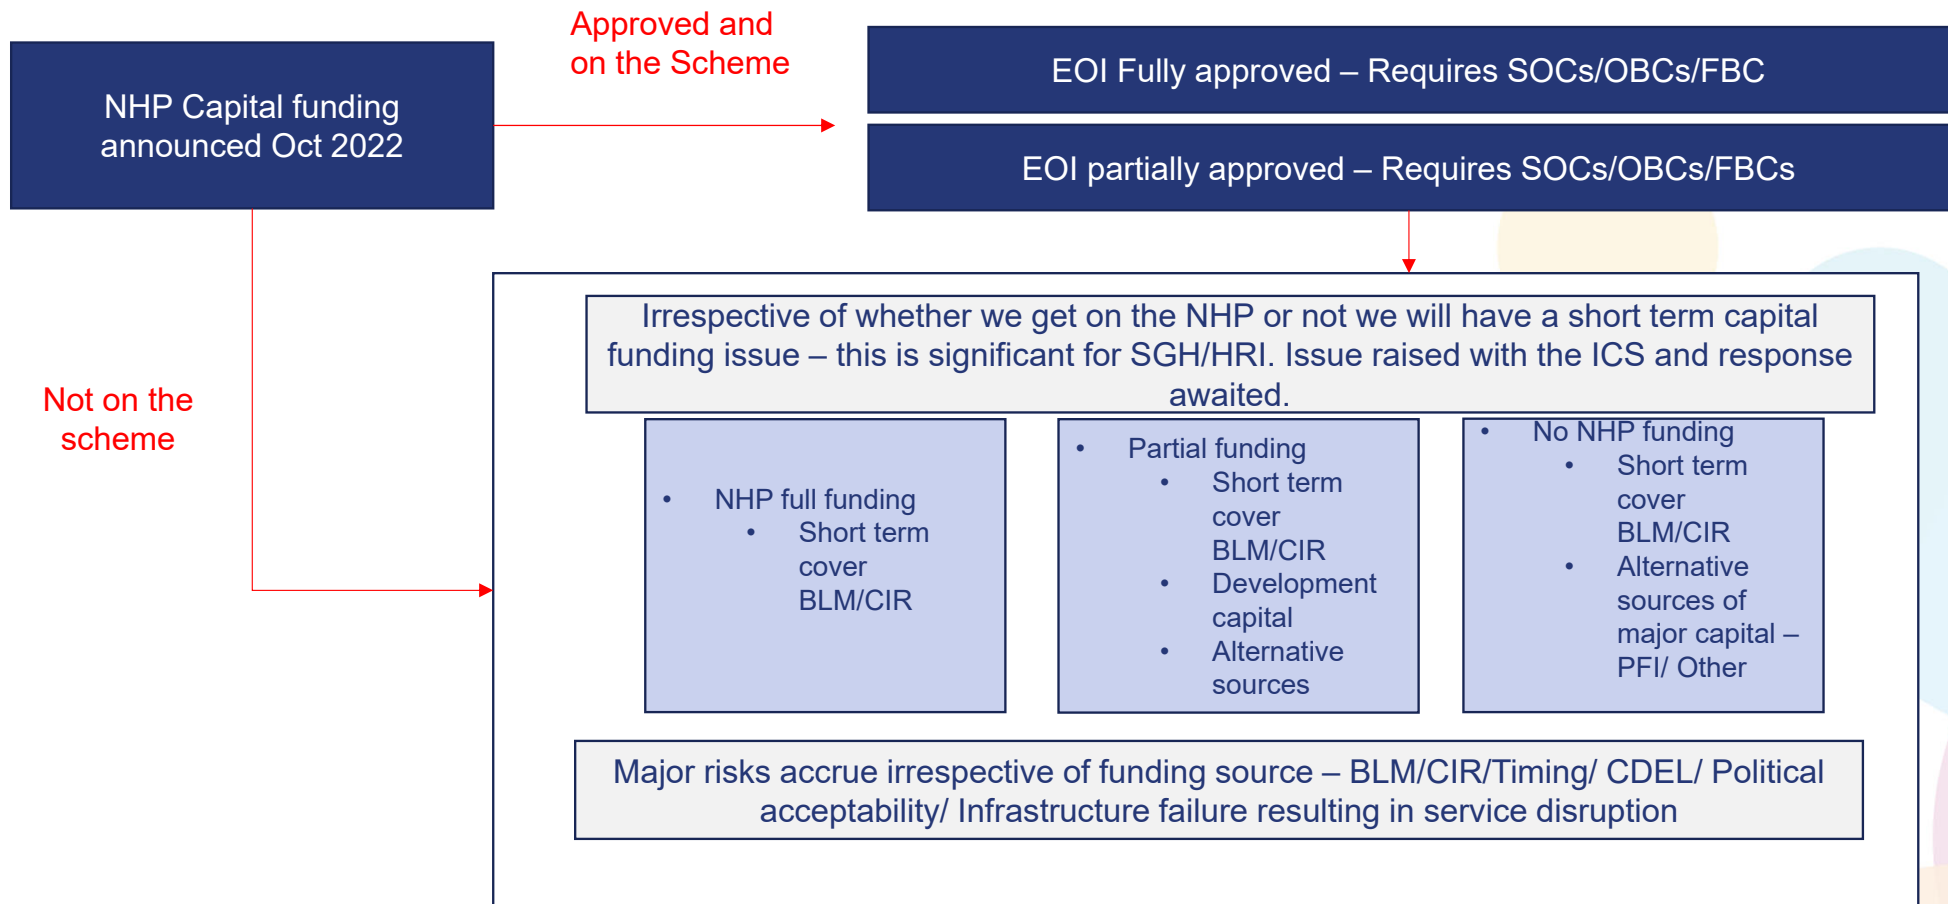 Approved and
on the Scheme
NHP Capital funding
announced Oct 2022
EOI Fully approved – Requires SOCs/OBCs/FBC
EOI partially approved – Requires SOCs/OBCs/FBCs
Not on the
scheme
Irrespective of whether we get on the NHP or not we will have a short term capital
funding issue – this is significant for SGH/HRI. Issue raised with the ICS and response
awaited.
• NHP full funding
• Short term
cover
BLM/CIR
• Partial funding
• Short term
cover
BLM/CIR
• Development
capital
• Alternative
sources
• No NHP funding
• Short term
cover
BLM/CIR
• Alternative
sources of
major capital –
PFI/ Other
Major risks accrue irrespective of funding source – BLM/CIR/Timing/ CDEL/ Political
acceptability/ Infrastructure failure resulting in service disruption